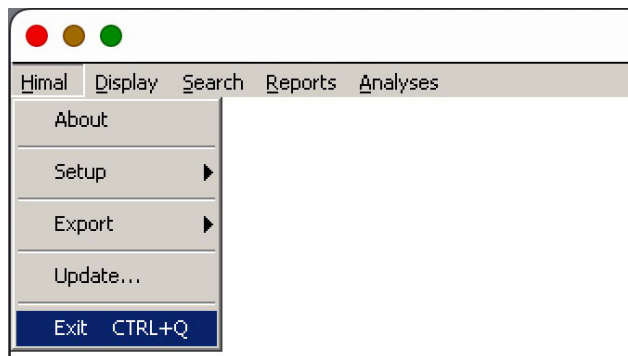 Himal Display Search Reports Analyses
About
Setup
Export
Update...
Exit CTRL+Q